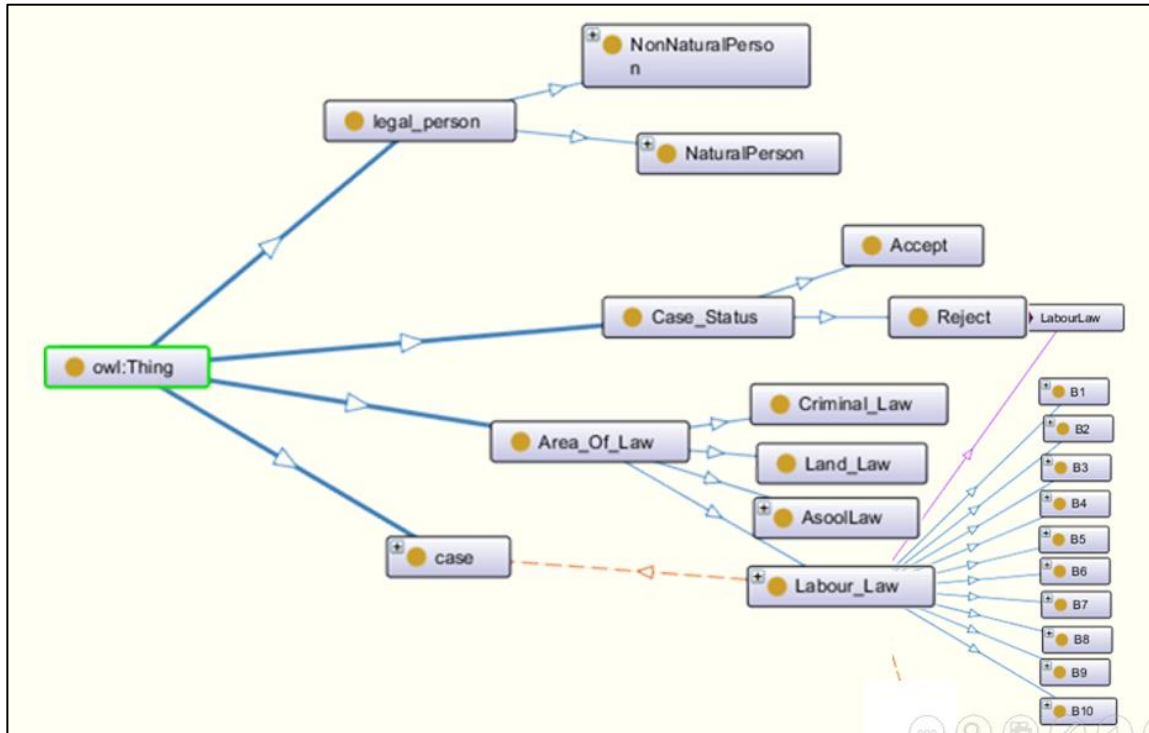 NonNaturalPerso
n
legal_person
NaturalPerson
Accept
Case_Status
Reject
LabourLaw
owl:Thing
Criminal_Law
Area_Of_Law
Land_Law
AsoolLaw
case
Labour_Law
B1
B2
B3
B4
B5
B6
B7
B8
B9
B10